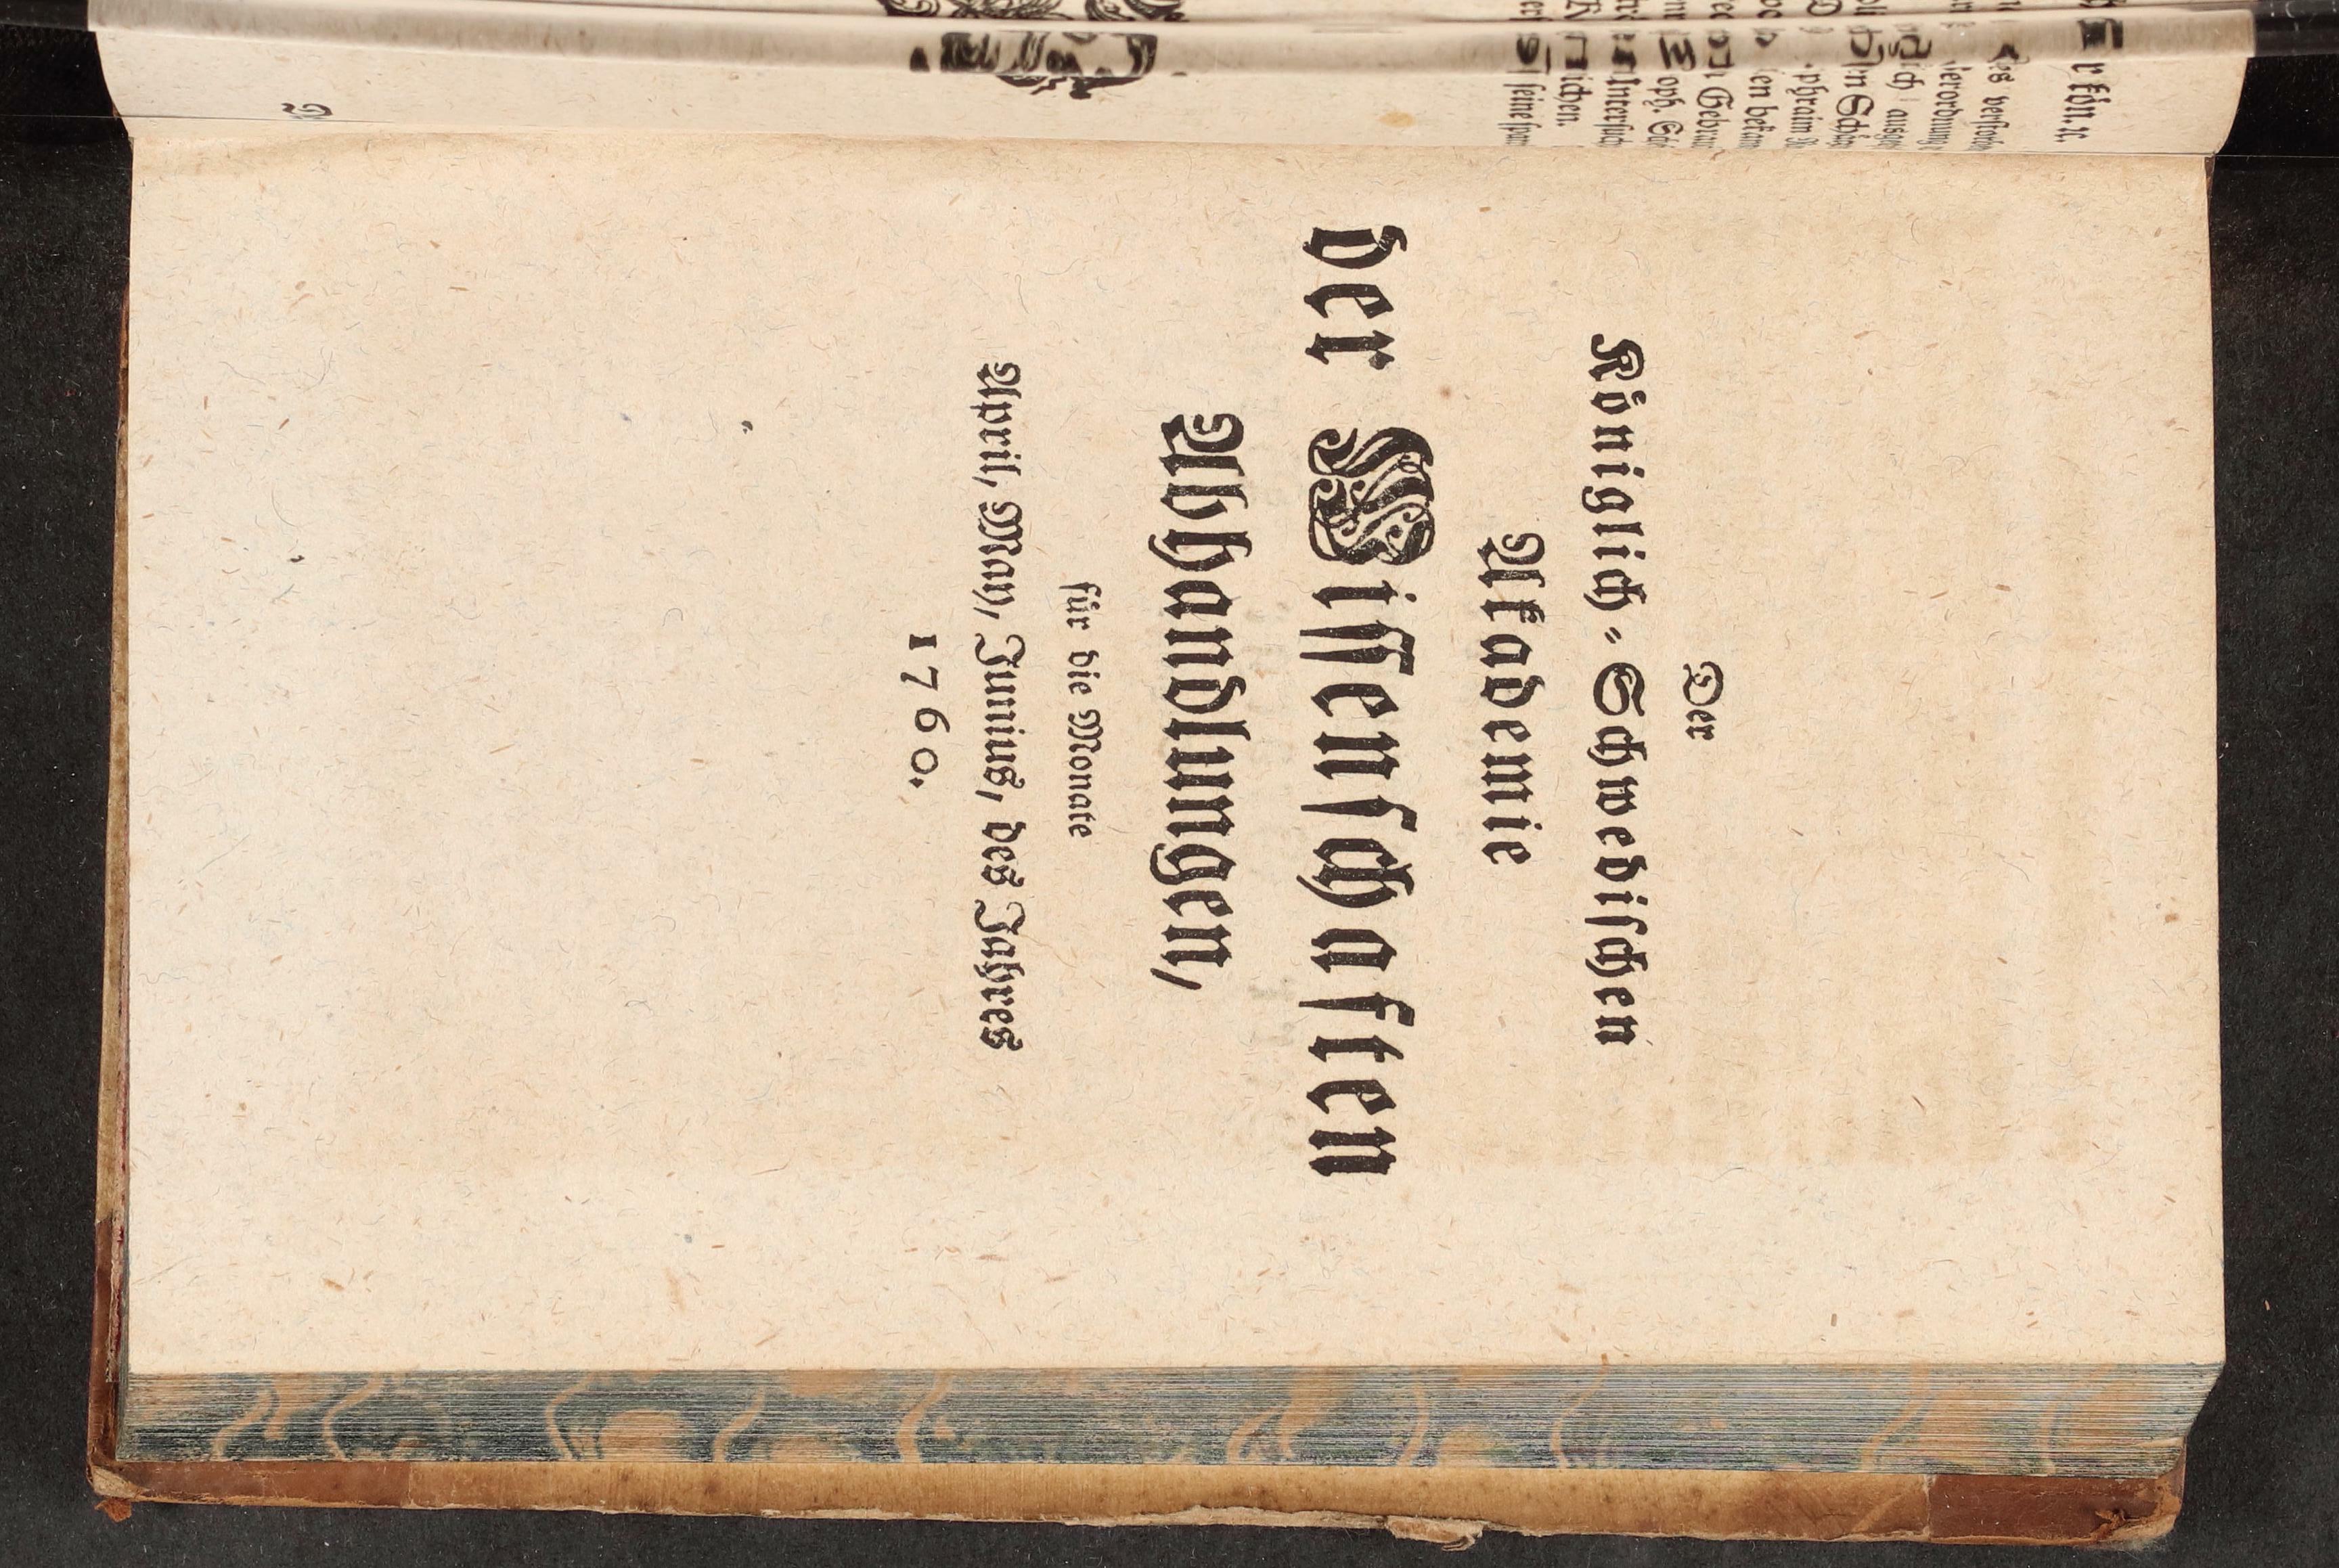 Der
Königlich-Schwedischen
Akademie
der Wissenschaften
Abhandlungen,
für die Monate
April, May, Junius, des Jahres
1760.